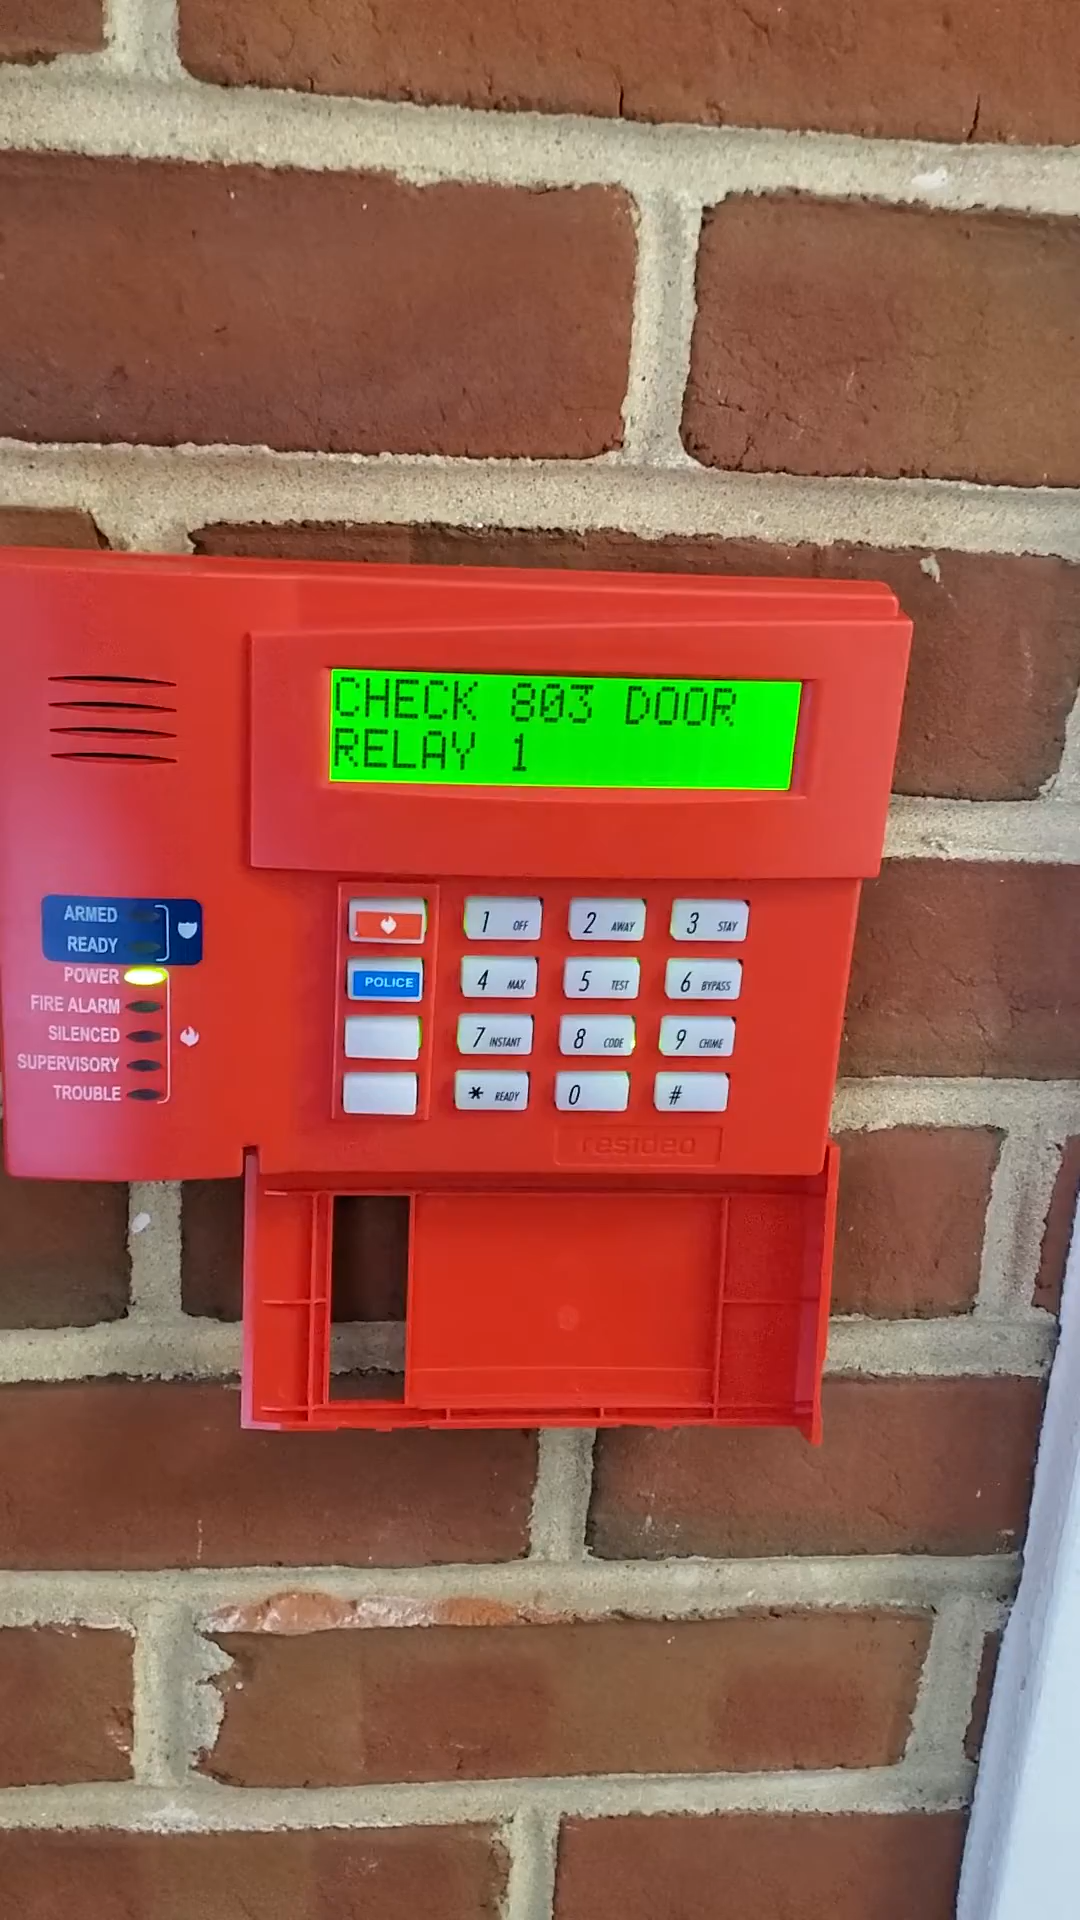 CHECK 803 DOOR
RELAY 1
ARMED
READY
POWER
FIRE ALARM
SILENCED
SUPERVISORY
TROUBLE
1 OFF 2 AWAY 3 STAY
POLICE 4 MAX 5 TEST 6 BYPASS
7 INSTANT 8 CODE 9 CHIME
* READY 0 #
resideo